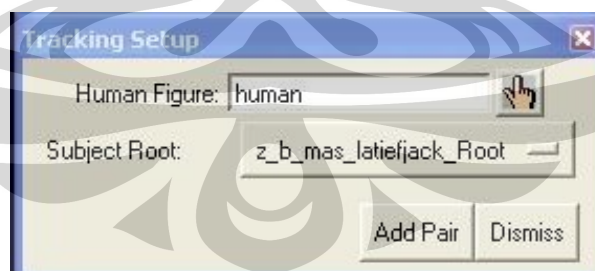 Tracking Setup
Human Figure: human
Subject Root: z_b_mas_latiefjack_Root
Add Pair Dismiss